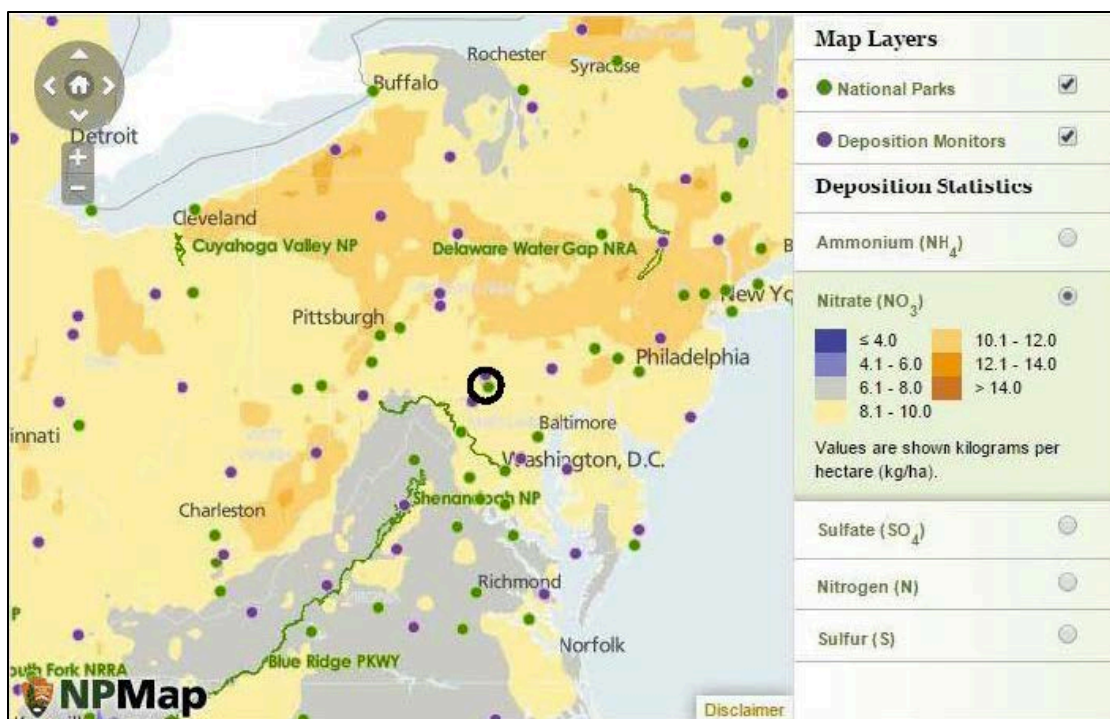 Rochester
Syracuse
Buffalo
Detroit
Cleveland
Cuyahoga Valley NP
Delaware Water Gap NRA
New Yo
Pittsburgh
Philadelphia
Baltimore
innati
Washington, D.C.
Charleston
Shenandoah NP
Richmond
Norfolk
Blue Ridge PKWY
outh Fork NRRA
NPMap
Disclaimer
Map Layers
National Parks
Deposition Monitors
Deposition Statistics
Ammonium (NH4)
Nitrate (NO3)
≤ 4.0
4.1 - 6.0
6.1 - 8.0
8.1 - 10.0
10.1 - 12.0
12.1 - 14.0
> 14.0
Values are shown kilograms per
hectare (kg/ha).
Sulfate (SO4)
Nitrogen (N)
Sulfur (S)